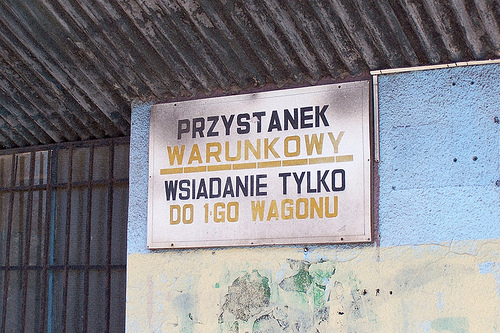 PRZYSTANEK
WARUNKOWY
WSIADANIE TYLKO
DO 1-GO WAGONU